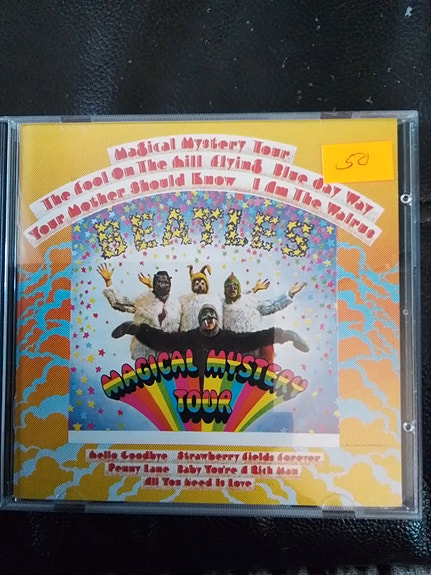 Magical Mystery Tour
The Fool On The Hill Flying Blue Jay Way
Your Mother Should Know I Am The Walrus
50
BEATLES
MAGICAL MYSTERY
TOUR
Hello Goodbye Strawberry Fields Forever
Penny Lane Baby You're A Rich Man
All You Need Is Love